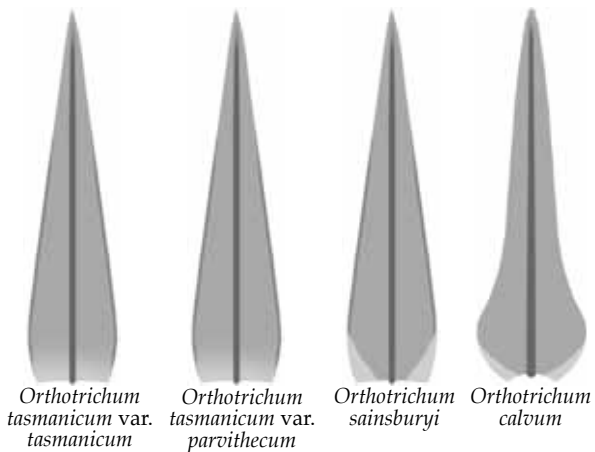 Orthotrichum
tasmanicum var.
tasmanicum
Orthotrichum
tasmanicum var.
parvithecum
Orthotrichum
sainsburyi
Orthotrichum
calvum